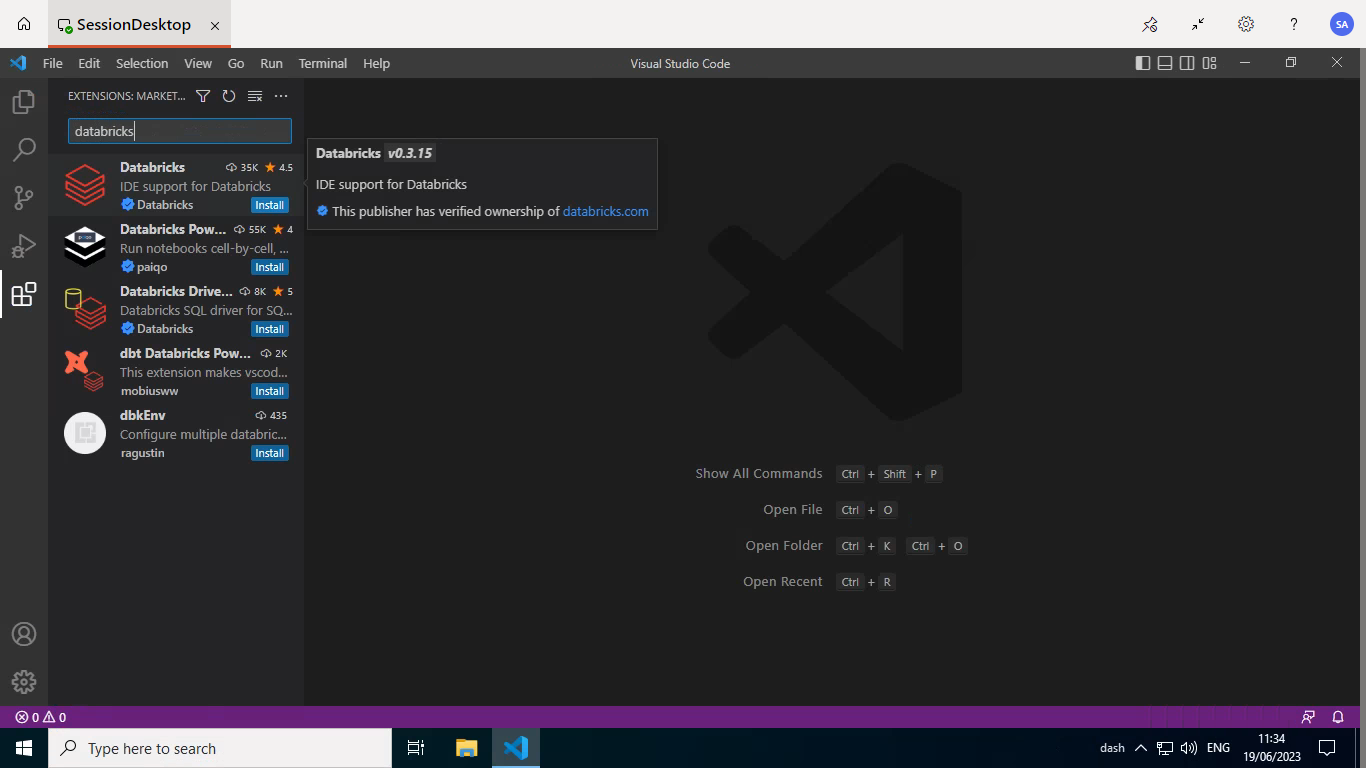 SessionDesktop
?
SA
File Edit Selection View Go Run Terminal Help
Visual Studio Code
EXTENSIONS: MARKET...
databricks
Databricks 35K 4.5
IDE support for Databricks
Databricks Install
Databricks Pow... 55K 4
Run notebooks cell-by-cell, ...
paiqo Install
Databricks Drive... 8K 5
Databricks SQL driver for SQ...
Databricks Install
dbt Databricks Pow... 2K
This extension makes vscod...
mobiusww Install
dbkEnv 435
Configure multiple databric...
ragustin Install
Databricks v0.3.15
IDE support for Databricks
This publisher has verified ownership of databricks.com
Show All Commands Ctrl + Shift + P
Open File Ctrl + O
Open Folder Ctrl + K Ctrl + O
Open Recent Ctrl + R
0 0
Type here to search
dash ENG
11:34
19/06/2023